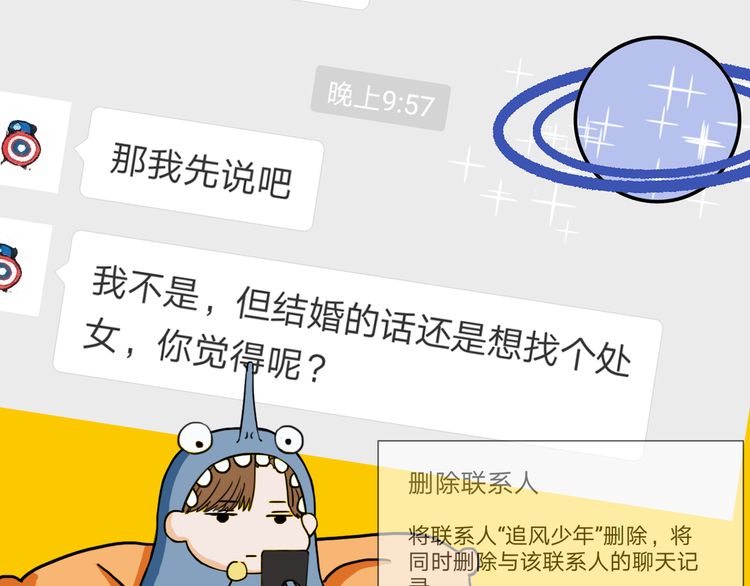 晚上9:57
那我先说吧
我不是，但结婚的话还是想找个处
女，你觉得呢？
删除联系人
将联系人“追风少年”删除，将
同时删除与该联系人的聊天记
录